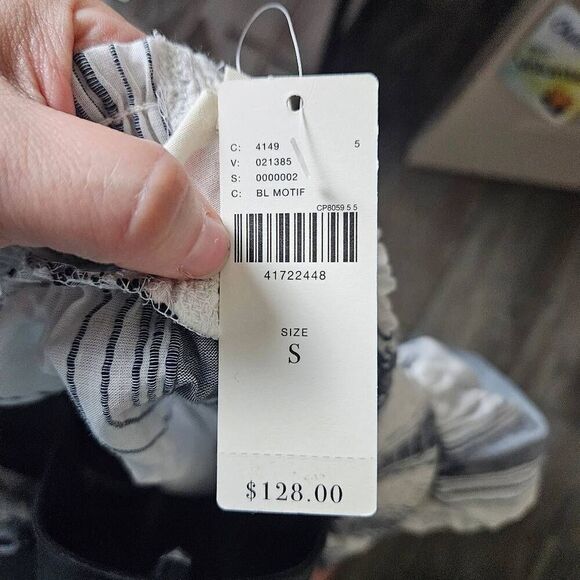 C: 4149 5
V: 021385
S: 0000002
C: BL MOTIF
CP8059 5 5
41722448
SIZE
S
$128.00